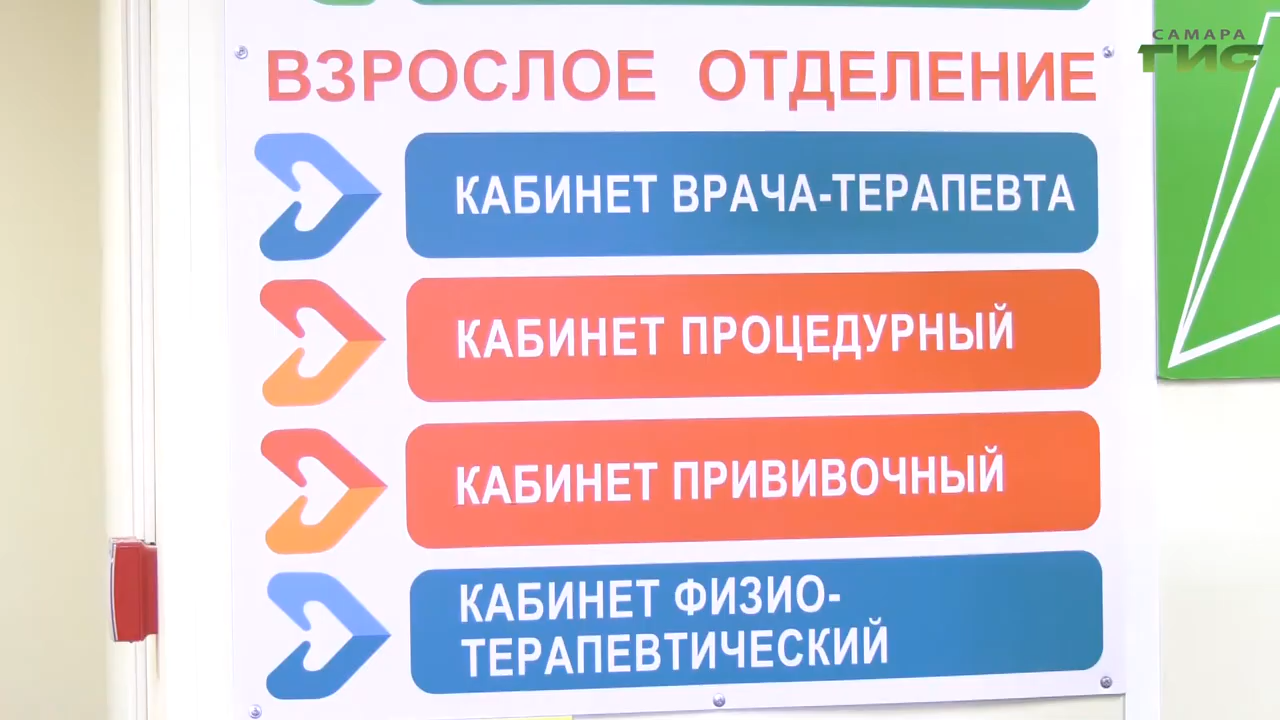 САМАРА
ГИС
ВЗРОСЛОЕ ОТДЕЛЕНИЕ
КАБИНЕТ ВРАЧА-ТЕРАПЕВТА
КАБИНЕТ ПРОЦЕДУРНЫЙ
КАБИНЕТ ПРИВИВОЧНЫЙ
КАБИНЕТ ФИЗИО-
ТЕРАПЕВТИЧЕСКИЙ